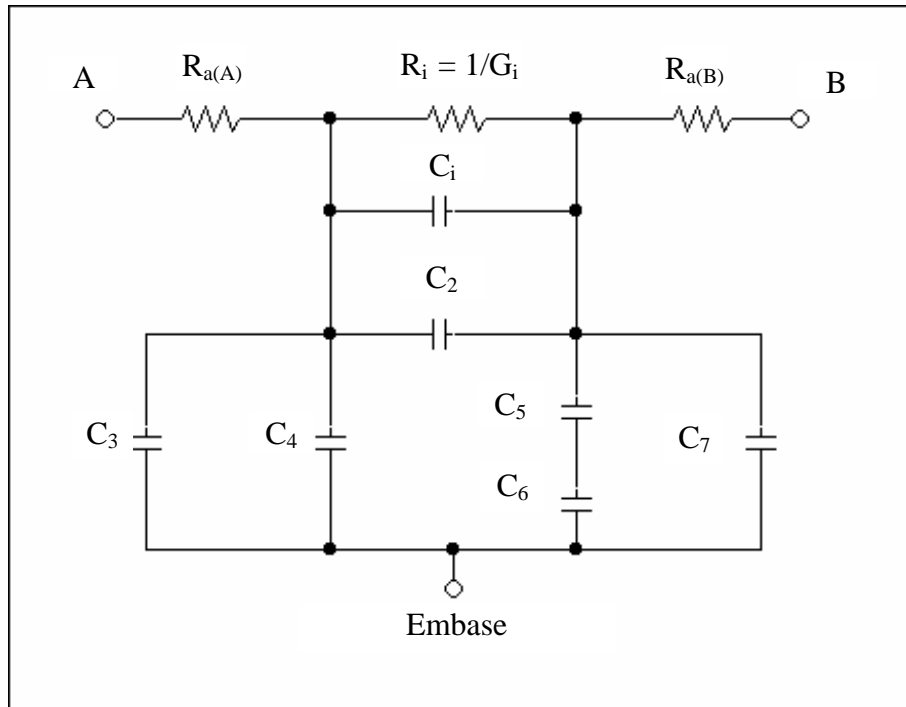 A
R_a(A)
R_i = 1/G_i
R_a(B)
B
C_i
C_2
C_3
C_4
C_5
C_7
C_6
Embase